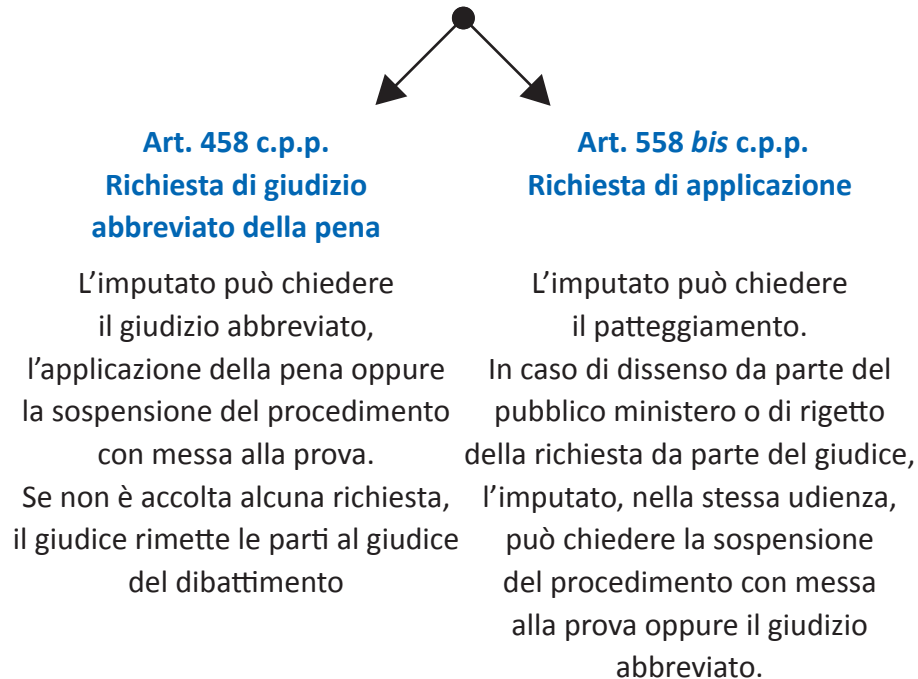 Art. 458 c.p.p.
Richiesta di giudizio
abbreviato della pena
L’imputato può chiedere
il giudizio abbreviato,
l’applicazione della pena oppure
la sospensione del procedimento
con messa alla prova.
Se non è accolta alcuna richiesta,
il giudice rimette le parti al giudice
del dibattimento
Art. 558 bis c.p.p.
Richiesta di applicazione
L’imputato può chiedere
il patteggiamento.
In caso di dissenso da parte del
pubblico ministero o di rigetto
della richiesta da parte del giudice,
l’imputato, nella stessa udienza,
può chiedere la sospensione
del procedimento con messa
alla prova oppure il giudizio
abbreviato.